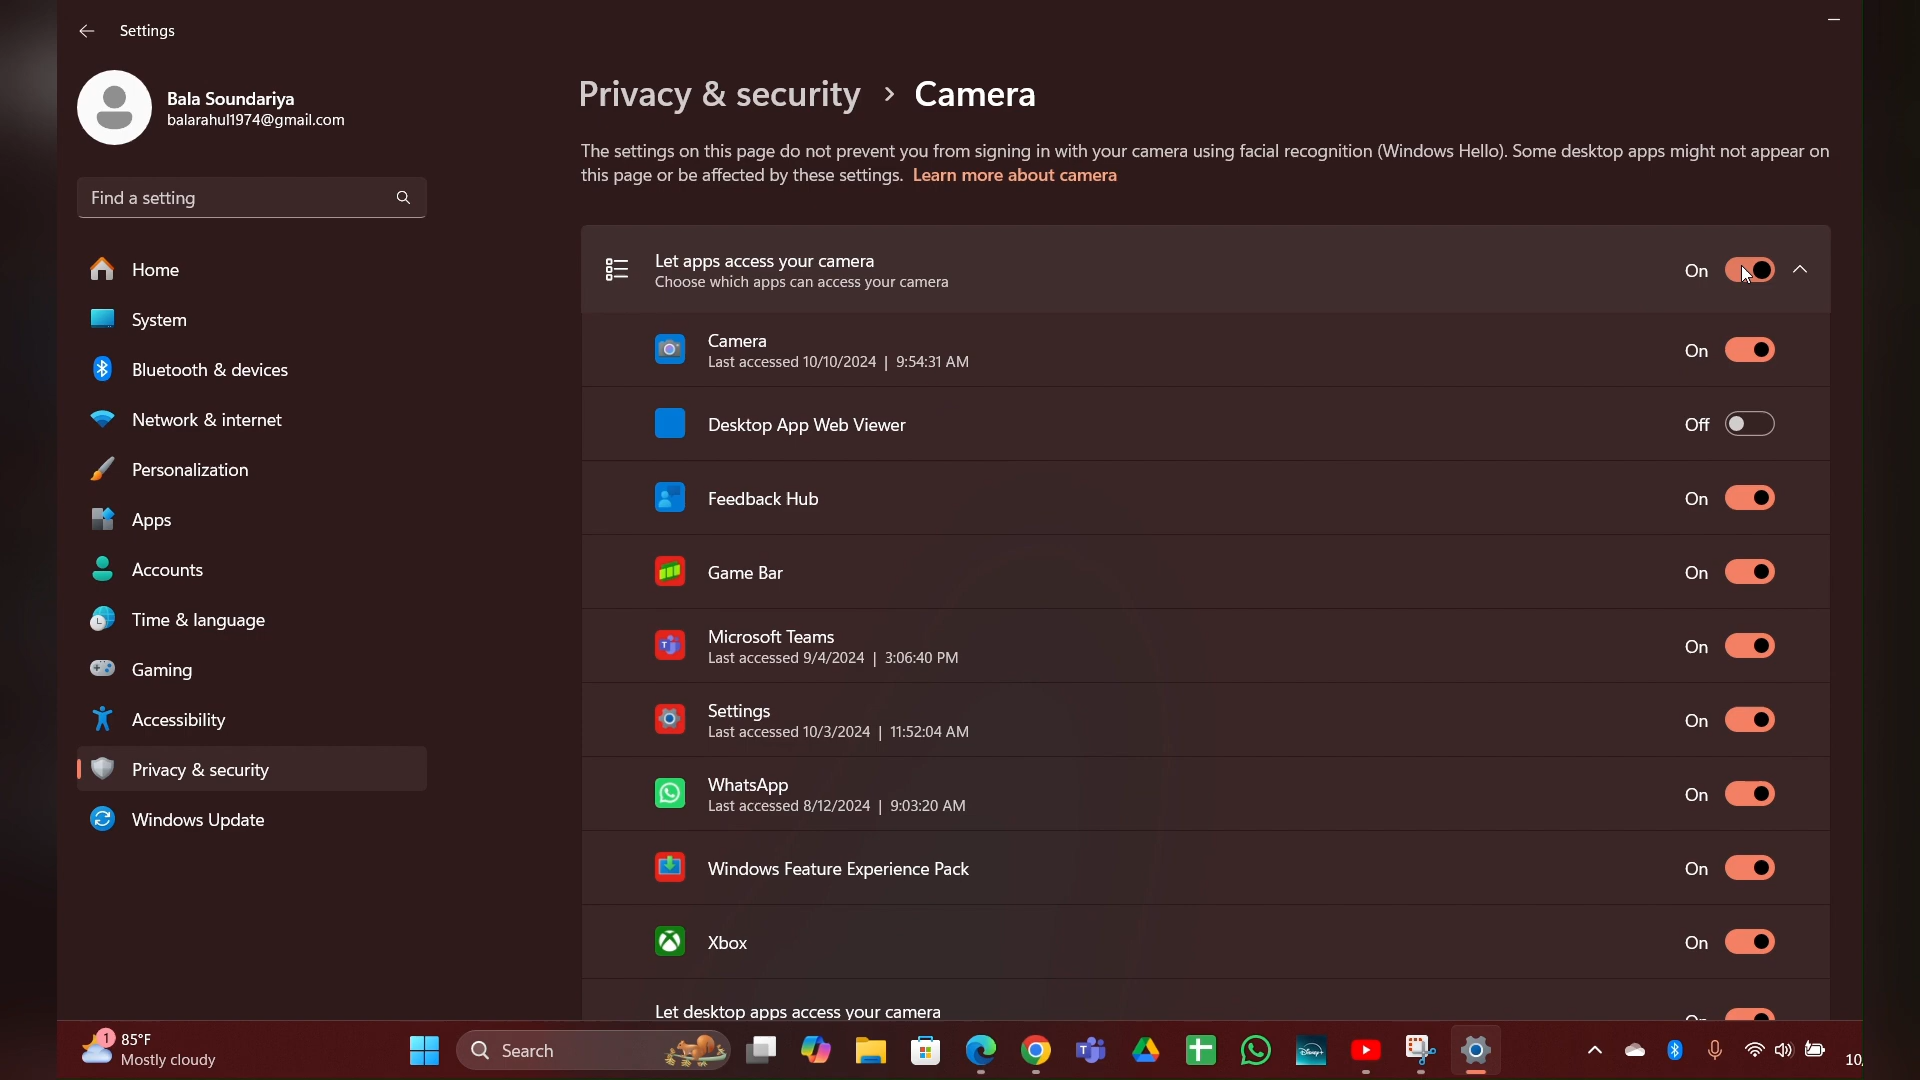 Settings
Bala Soundariya
balarahul1974@gmail.com
Find a setting
Home
System
Bluetooth & devices
Network & internet
Personalization
Apps
Accounts
Time & language
Gaming
Accessibility
Privacy & security
Windows Update
Privacy & security > Camera
The settings on this page do not prevent you from signing in with your camera using facial recognition (Windows Hello). Some desktop apps might not appear on
this page or be affected by these settings. Learn more about camera
Let apps access your camera
Choose which apps can access your camera
On
Camera
Last accessed 10/10/2024 | 9:54:31 AM
On
Desktop App Web Viewer
Off
Feedback Hub
On
Game Bar
On
Microsoft Teams
Last accessed 9/4/2024 | 3:06:40 PM
On
Settings
Last accessed 10/3/2024 | 11:52:04 AM
On
WhatsApp
Last accessed 8/12/2024 | 9:03:20 AM
On
Windows Feature Experience Pack
On
Xbox
On
Let desktop apps access your camera
1
85°F
Mostly cloudy
Search
Disney+
10